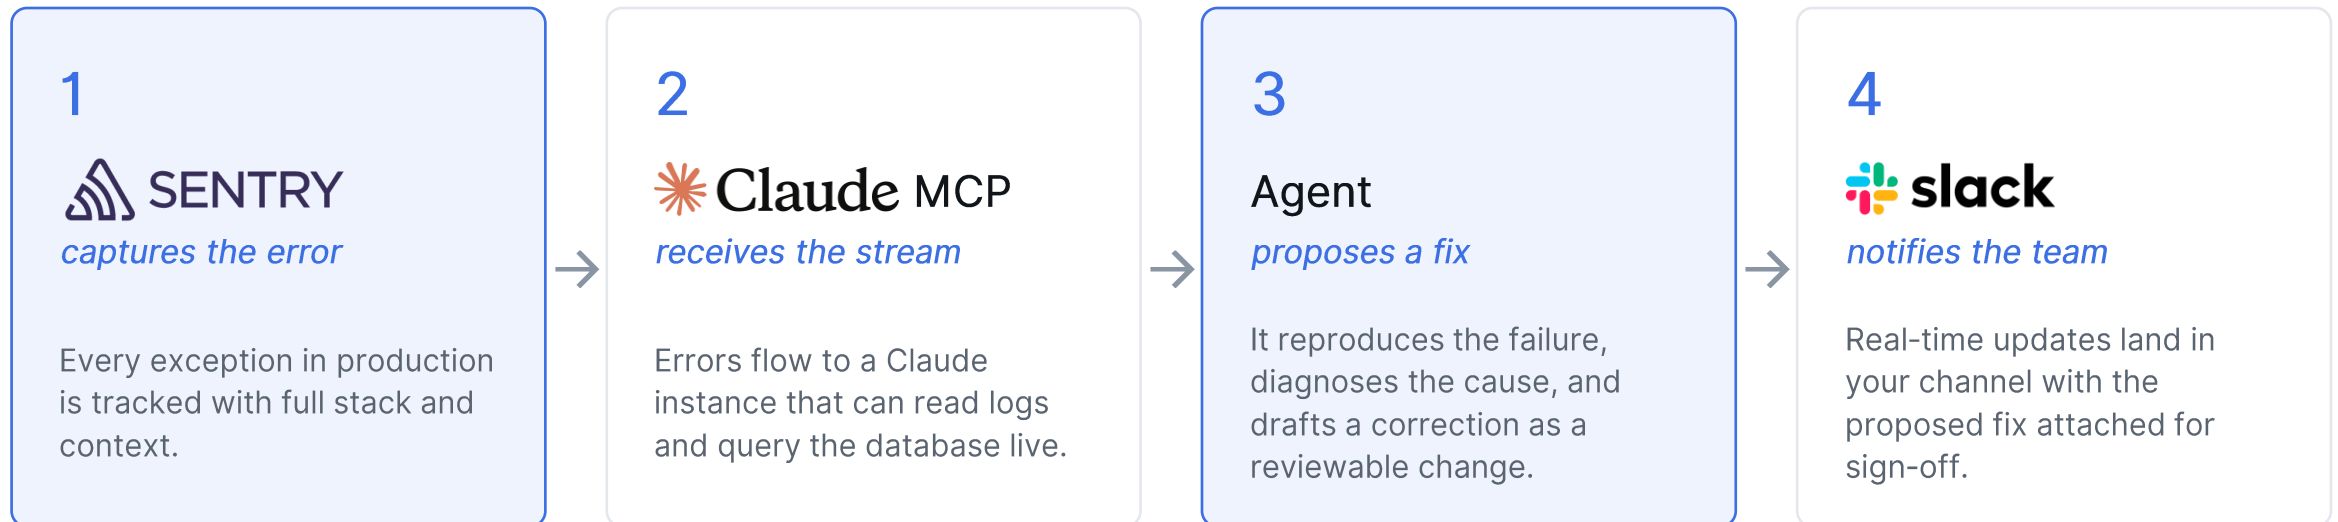 1
SENTRY
captures the error
Every exception in production
is tracked with full stack and
context.
2
Claude MCP
receives the stream
Errors flow to a Claude
instance that can read logs
and query the database live.
3
Agent
proposes a fix
It reproduces the failure,
diagnoses the cause, and
drafts a correction as a
reviewable change.
4
slack
notifies the team
Real-time updates land in
your channel with the
proposed fix attached for
sign-off.